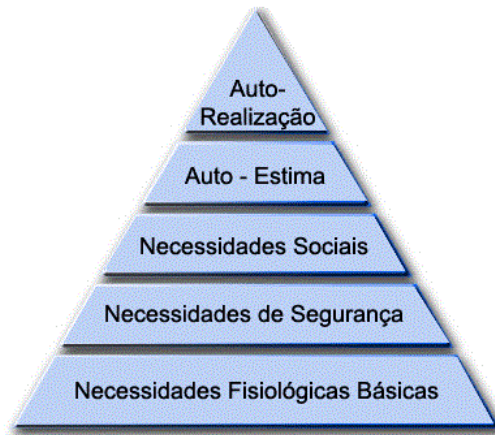 Auto-
Realização
Auto - Estima
Necessidades Sociais
Necessidades de Segurança
Necessidades Fisiológicas Básicas